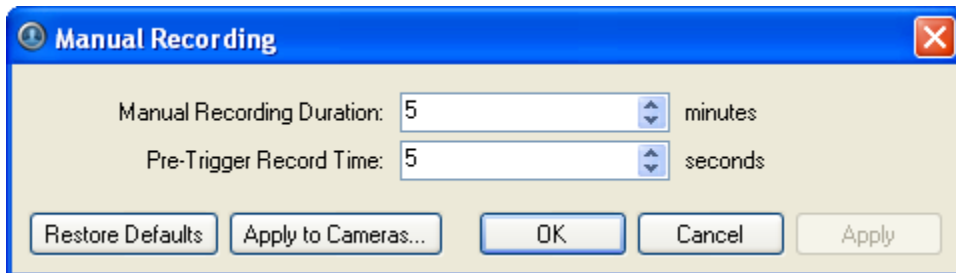 Manual Recording
Manual Recording Duration: 5 minutes
Pre-Trigger Record Time: 5 seconds
Restore Defaults Apply to Cameras... OK Cancel Apply